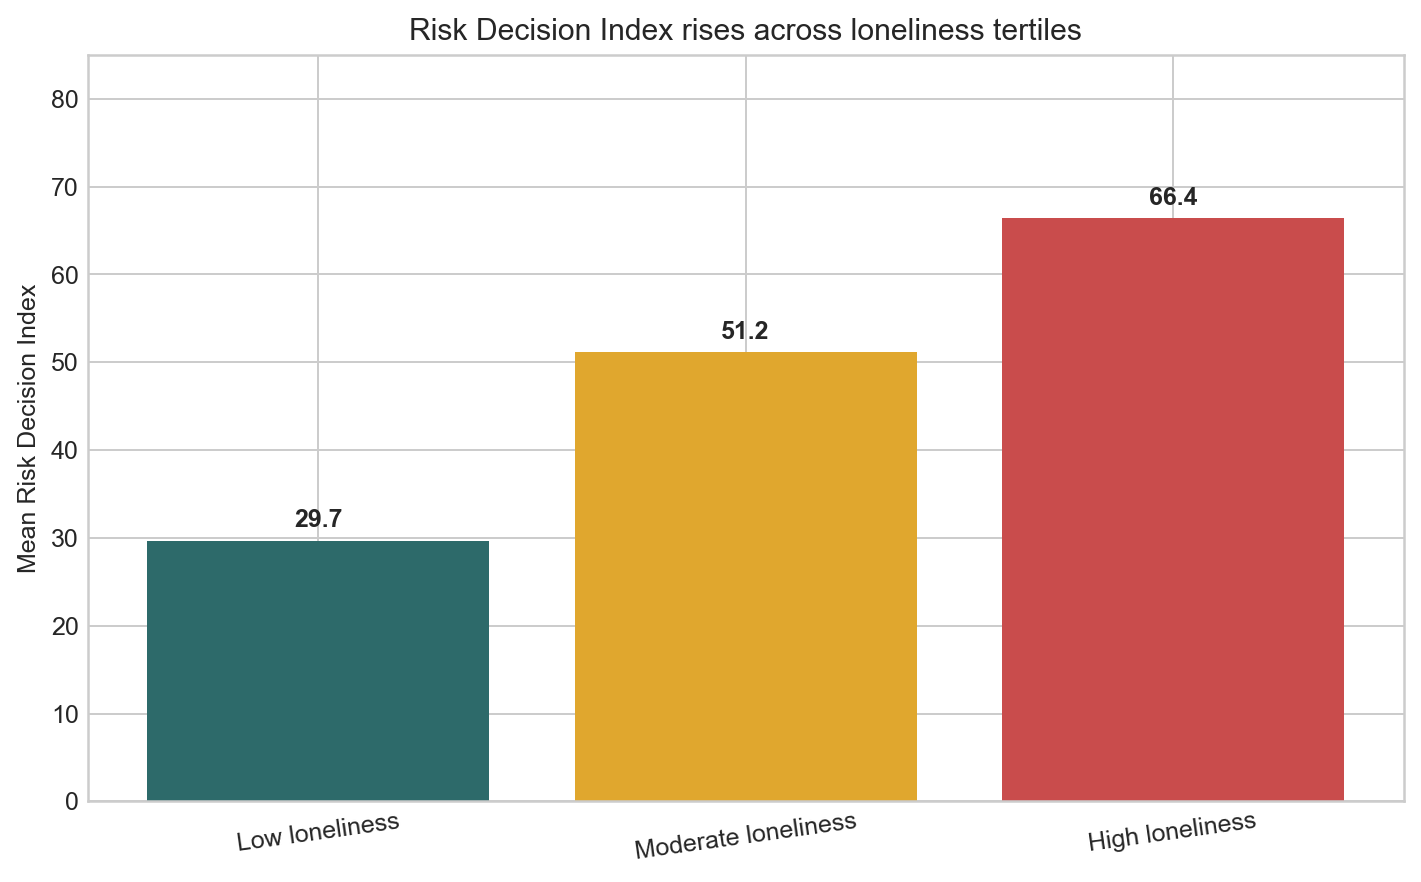 Risk Decision Index rises across loneliness tertiles
Mean Risk Decision Index
80
70
60
50
40
30
20
10
0
29.7
51.2
66.4
Low loneliness
Moderate loneliness
High loneliness